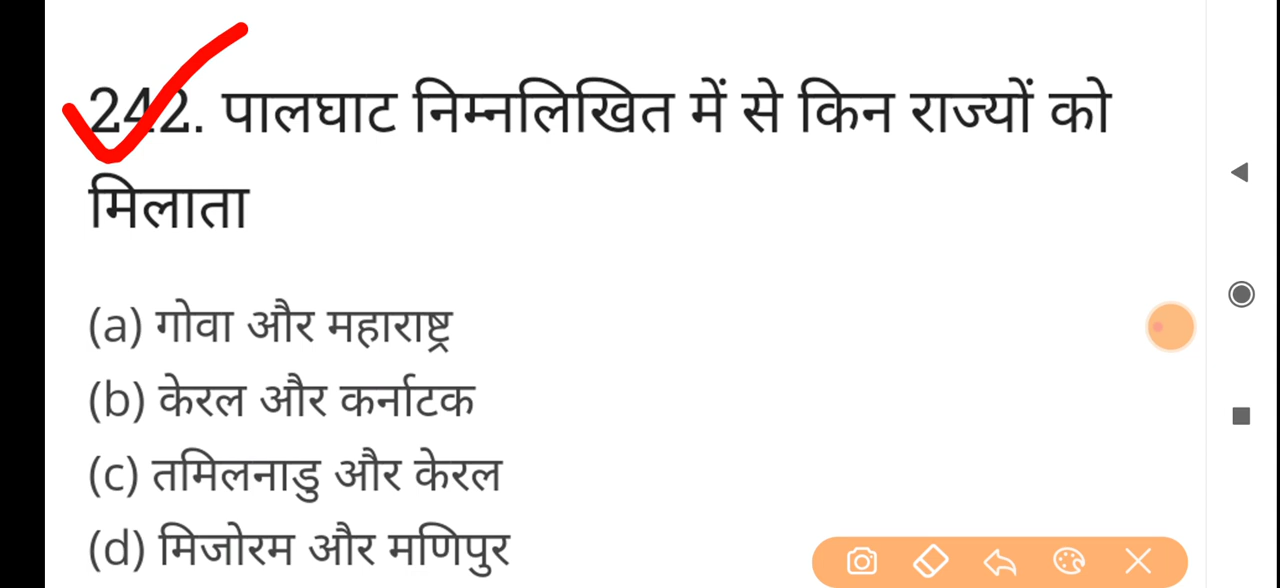 242. पालघाट निम्नलिखित में से किन राज्यों को
मिलाता
(a) गोवा और महाराष्ट्र
(b) केरल और कर्नाटक
(c) तमिलनाडु और केरल
(d) मिजोरम और मणिपुर